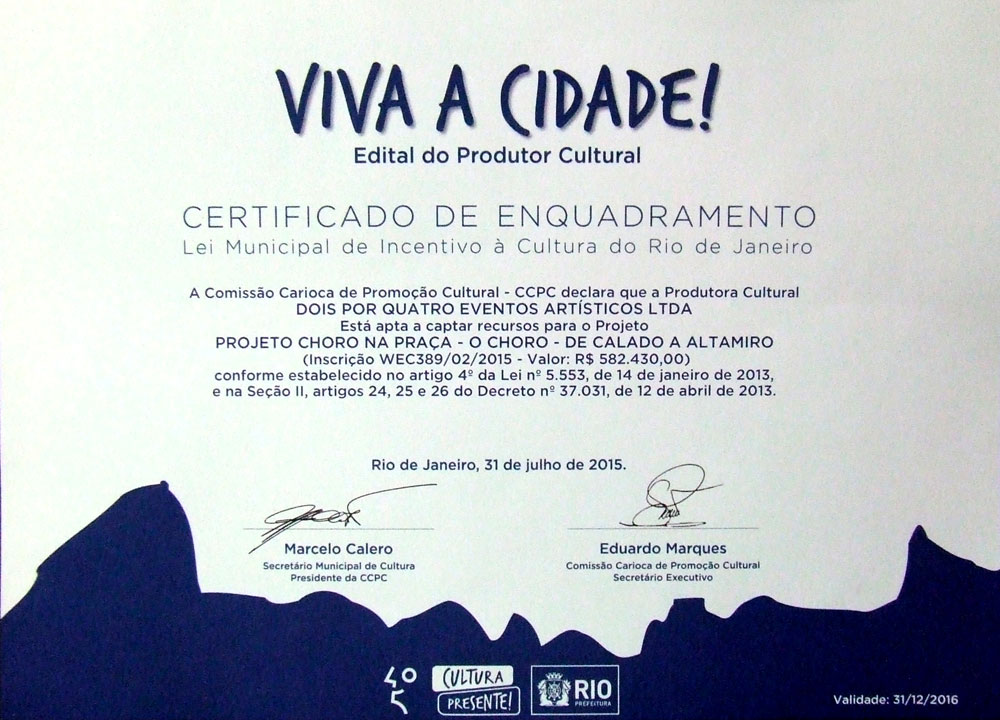 VIVA A CIDADE!
Edital do Produtor Cultural
CERTIFICADO DE ENQUADRAMENTO
Lei Municipal de Incentivo à Cultura do Rio de Janeiro
A Comissão Carioca de Promoção Cultural - CCPC declara que a Produtora Cultural
DOIS POR QUATRO EVENTOS ARTÍSTICOS LTDA
Está apta a captar recursos para o Projeto
PROJETO CHORO NA PRAÇA - O CHORO - DE CALADO A ALTAMIRO
(Inscrição WEC389/02/2015 - Valor: R$ 582.430,00)
conforme estabelecido no artigo 4º da Lei nº 5.553, de 14 de janeiro de 2013,
e na Seção II, artigos 24, 25 e 26 do Decreto nº 37.031, de 12 de abril de 2013.
Rio de Janeiro, 31 de julho de 2015.
Marcelo Calero
Secretário Municipal de Cultura
Presidente da CCPC
Eduardo Marques
Comissão Carioca de Promoção Cultural
Secretário Executivo
CULTURA
PRESENTE!
RIO
PREFEITURA
Validade: 31/12/2016